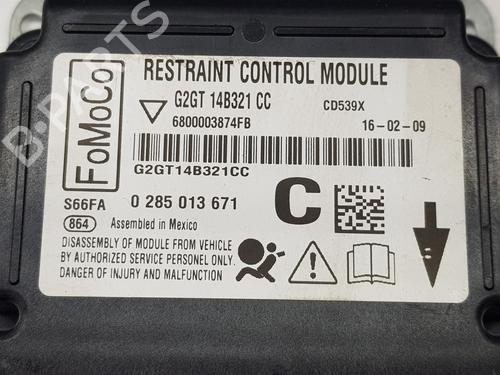 B-PARTS
FoMoCo
RESTRAINT CONTROL MODULE
G2GT 14B321 CC
CD539X
6800003874FB
16-02-09
G2GT14B321CC
S66FA
0 285 013 671
C
864
Assembled in Mexico
DISASSEMBLY OF MODULE FROM VEHICLE
BY AUTHORIZED SERVICE PERSONEL ONLY.
DANGER OF INJURY AND MALFUNCTION